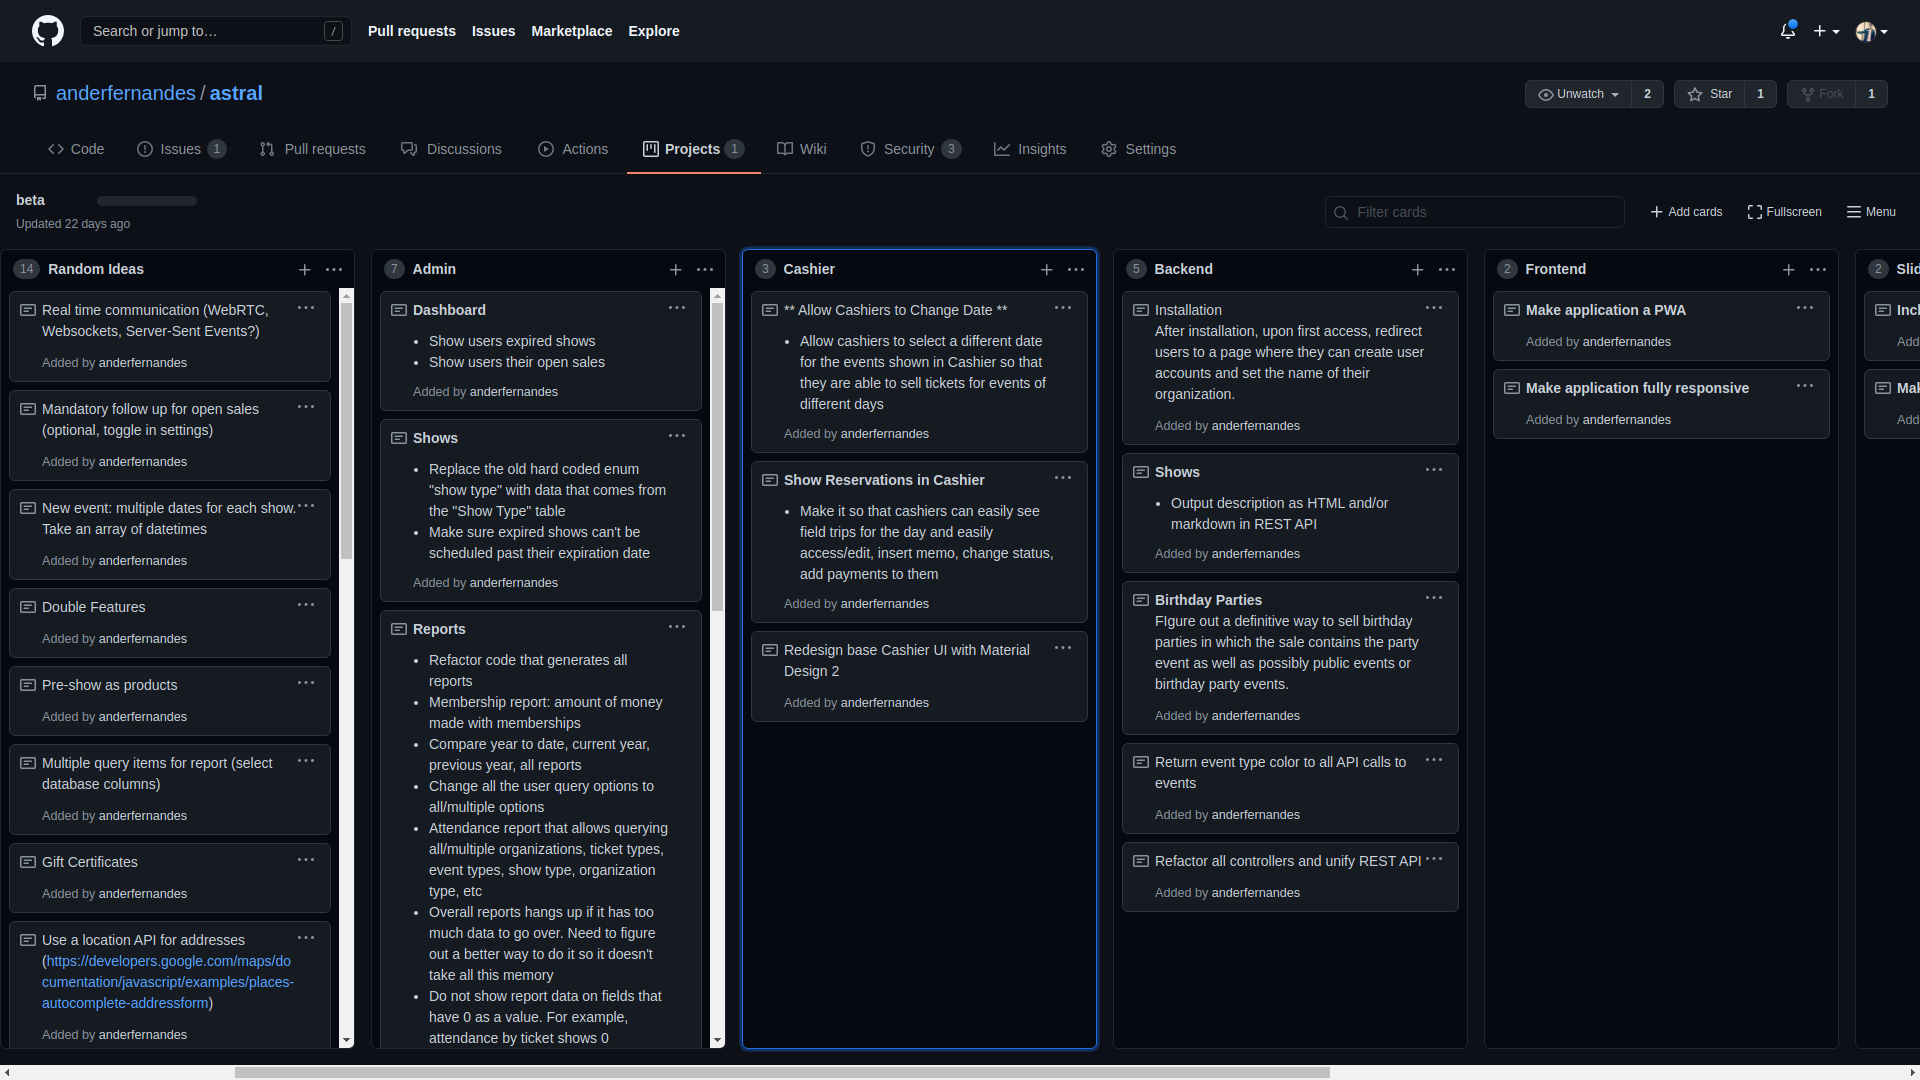 Search or jump to…
/
Pull requests
Issues
Marketplace
Explore
anderfernandes / astral
Unwatch
2
Star
1
Fork
1
Code
Issues 1
Pull requests
Discussions
Actions
Projects 1
Wiki
Security 3
Insights
Settings
beta
Updated 22 days ago
Filter cards
Add cards
Fullscreen
Menu
14 Random Ideas
Real time communication (WebRTC,
Websockets, Server-Sent Events?)
Added by anderfernandes
Mandatory follow up for open sales
(optional, toggle in settings)
Added by anderfernandes
New event: multiple dates for each show.
Take an array of datetimes
Added by anderfernandes
Double Features
Added by anderfernandes
Pre-show as products
Added by anderfernandes
Multiple query items for report (select
database columns)
Added by anderfernandes
Gift Certificates
Added by anderfernandes
Use a location API for addresses
(https://developers.google.com/maps/do
cumentation/javascript/examples/places-
autocomplete-addressform)
Added by anderfernandes
7 Admin
Dashboard
• Show users expired shows
• Show users their open sales
Added by anderfernandes
Shows
• Replace the old hard coded enum
"show type" with data that comes from
the "Show Type" table
• Make sure expired shows can't be
scheduled past their expiration date
Added by anderfernandes
Reports
• Refactor code that generates all
reports
• Membership report: amount of money
made with memberships
• Compare year to date, current year,
previous year, all reports
• Change all the user query options to
all/multiple options
• Attendance report that allows querying
all/multiple organizations, ticket types,
event types, show type, organization
type, etc
• Overall reports hangs up if it has too
much data to go over. Need to figure
out a better way to do it so it doesn't
take all this memory
• Do not show report data on fields that
have 0 as a value. For example,
attendance by ticket shows 0
3 Cashier
** Allow Cashiers to Change Date **
• Allow cashiers to select a different date
for the events shown in Cashier so that
they are able to sell tickets for events of
different days
Added by anderfernandes
Show Reservations in Cashier
• Make it so that cashiers can easily see
field trips for the day and easily
access/edit, insert memo, change status,
add payments to them
Added by anderfernandes
Redesign base Cashier UI with Material
Design 2
Added by anderfernandes
5 Backend
Installation
After installation, upon first access, redirect
users to a page where they can create user
accounts and set the name of their
organization.
Added by anderfernandes
Shows
• Output description as HTML and/or
markdown in REST API
Added by anderfernandes
Birthday Parties
FIgure out a definitive way to sell birthday
parties in which the sale contains the party
event as well as possibly public events or
birthday party events.
Added by anderfernandes
Return event type color to all API calls to
events
Added by anderfernandes
Refactor all controllers and unify REST API
Added by anderfernandes
2 Frontend
Make application a PWA
Added by anderfernandes
Make application fully responsive
Added by anderfernandes
2 Slid
Incl
Add
Mak
Add